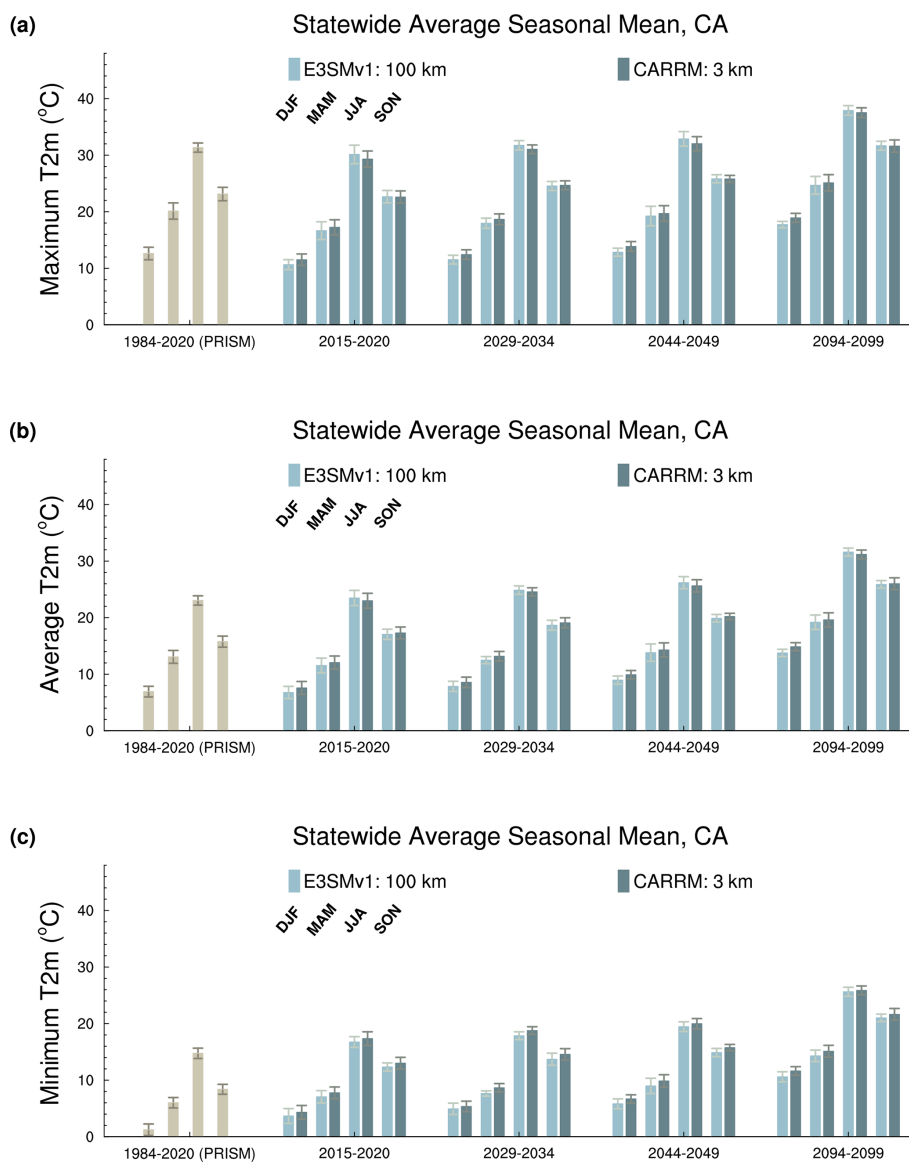 (a)
Statewide Average Seasonal Mean, CA
E3SMv1: 100 km
CARRM: 3 km
DJF
MAM
JJA
SON
Maximum T2m (°C)
40
30
20
10
0
1984-2020 (PRISM)
2015-2020
2029-2034
2044-2049
2094-2099
(b)
Statewide Average Seasonal Mean, CA
E3SMv1: 100 km
CARRM: 3 km
DJF
MAM
JJA
SON
Average T2m (°C)
40
30
20
10
0
1984-2020 (PRISM)
2015-2020
2029-2034
2044-2049
2094-2099
(c)
Statewide Average Seasonal Mean, CA
E3SMv1: 100 km
CARRM: 3 km
DJF
MAM
JJA
SON
Minimum T2m (°C)
40
30
20
10
0
1984-2020 (PRISM)
2015-2020
2029-2034
2044-2049
2094-2099